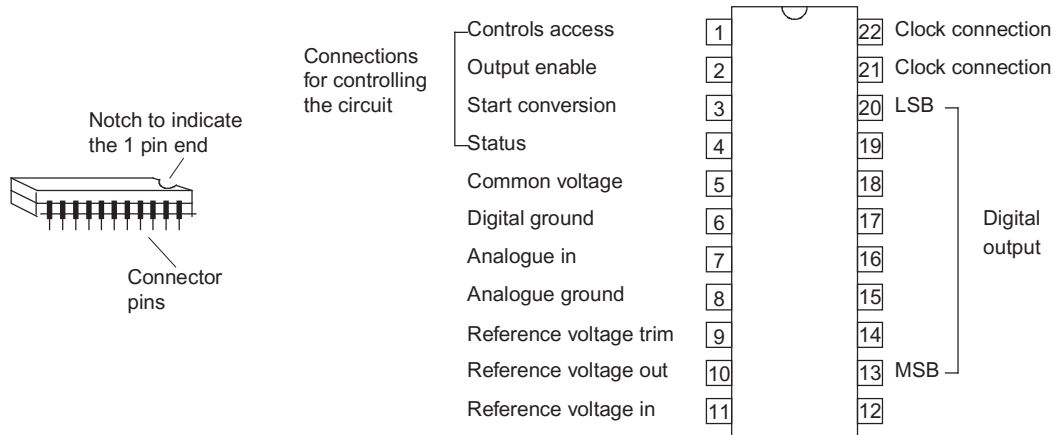 Notch to indicate
the 1 pin end
Connector
pins
Connections
for controlling
the circuit
Controls access
Output enable
Start conversion
Status
Common voltage
Digital ground
Analogue in
Analogue ground
Reference voltage trim
Reference voltage out
Reference voltage in
1
2
3
4
5
6
7
8
9
10
11
22 Clock connection
21 Clock connection
20 LSB
19
18
17
16
15
14
13 MSB
12
Digital
output